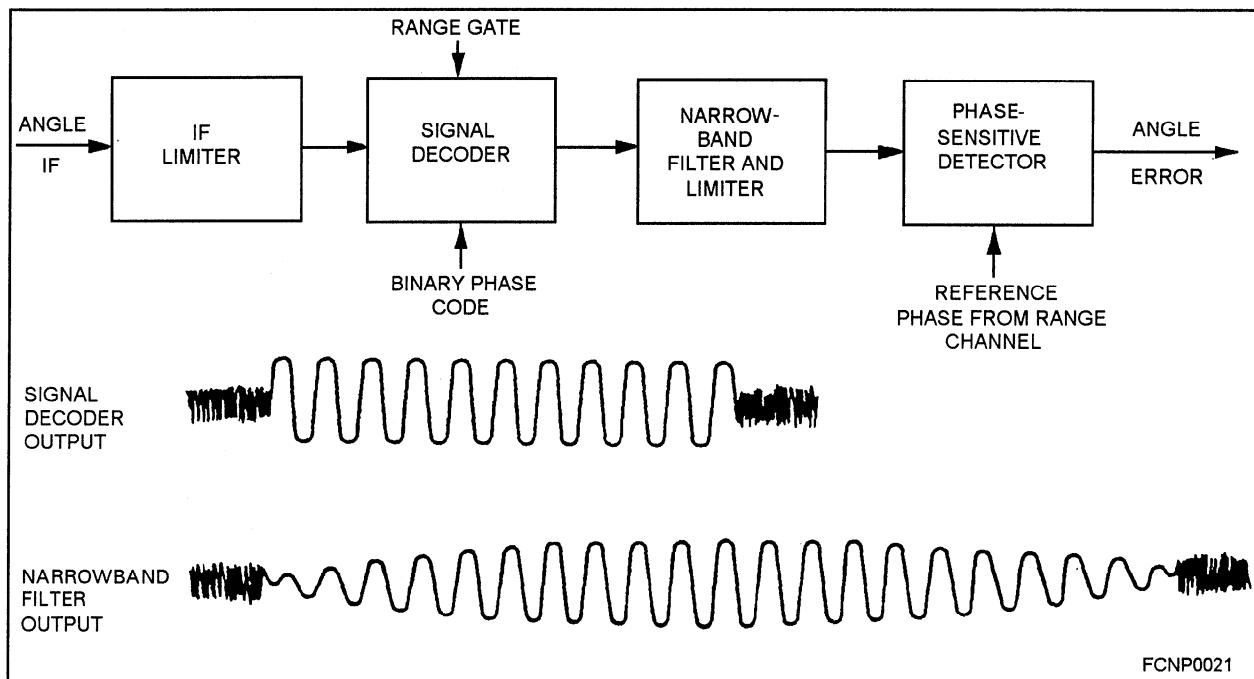 RANGE GATE
ANGLE
IF
IF
LIMITER
SIGNAL
DECODER
NARROW-
BAND
FILTER AND
LIMITER
PHASE-
SENSITIVE
DETECTOR
ANGLE
ERROR
BINARY PHASE
CODE
REFERENCE
PHASE FROM RANGE
CHANNEL
SIGNAL
DECODER
OUTPUT
NARROWBAND
FILTER
OUTPUT
FCNP0021